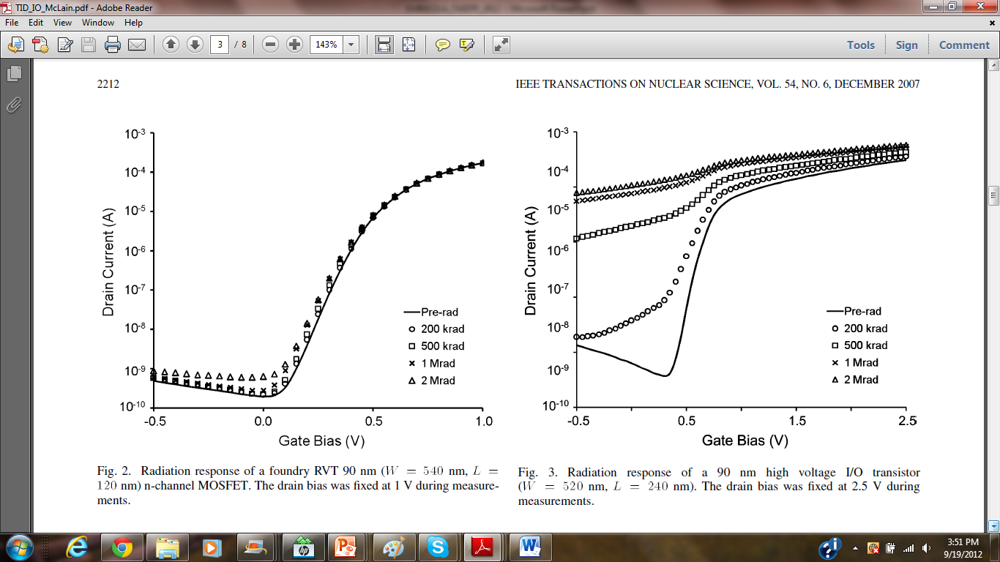 TID_IO_McLain.pdf - Adobe Reader
File Edit View Window Help
3 / 8 143% Tools Sign Comment
2212 IEEE TRANSACTIONS ON NUCLEAR SCIENCE, VOL. 54, NO. 6, DECEMBER 2007
10-3
10-4
10-5
10-6
10-7
10-8
10-9
10-10
Drain Current (A)
-0.5 0.0 0.5 1.0
Gate Bias (V)
Pre-rad
200 krad
500 krad
1 Mrad
2 Mrad
10-3
10-4
10-5
10-6
10-7
10-8
10-9
10-10
Drain Current (A)
-0.5 0.5 1.5 2.5
Gate Bias (V)
Pre-rad
200 krad
500 krad
1 Mrad
2 Mrad
Fig. 2. Radiation response of a foundry RVT 90 nm (W = 540 nm, L =
120 nm) n-channel MOSFET. The drain bias was fixed at 1 V during measure-
ments.
Fig. 3. Radiation response of a 90 nm high voltage I/O transistor
(W = 520 nm, L = 240 nm). The drain bias was fixed at 2.5 V during
measurements.
3:51 PM
9/19/2012